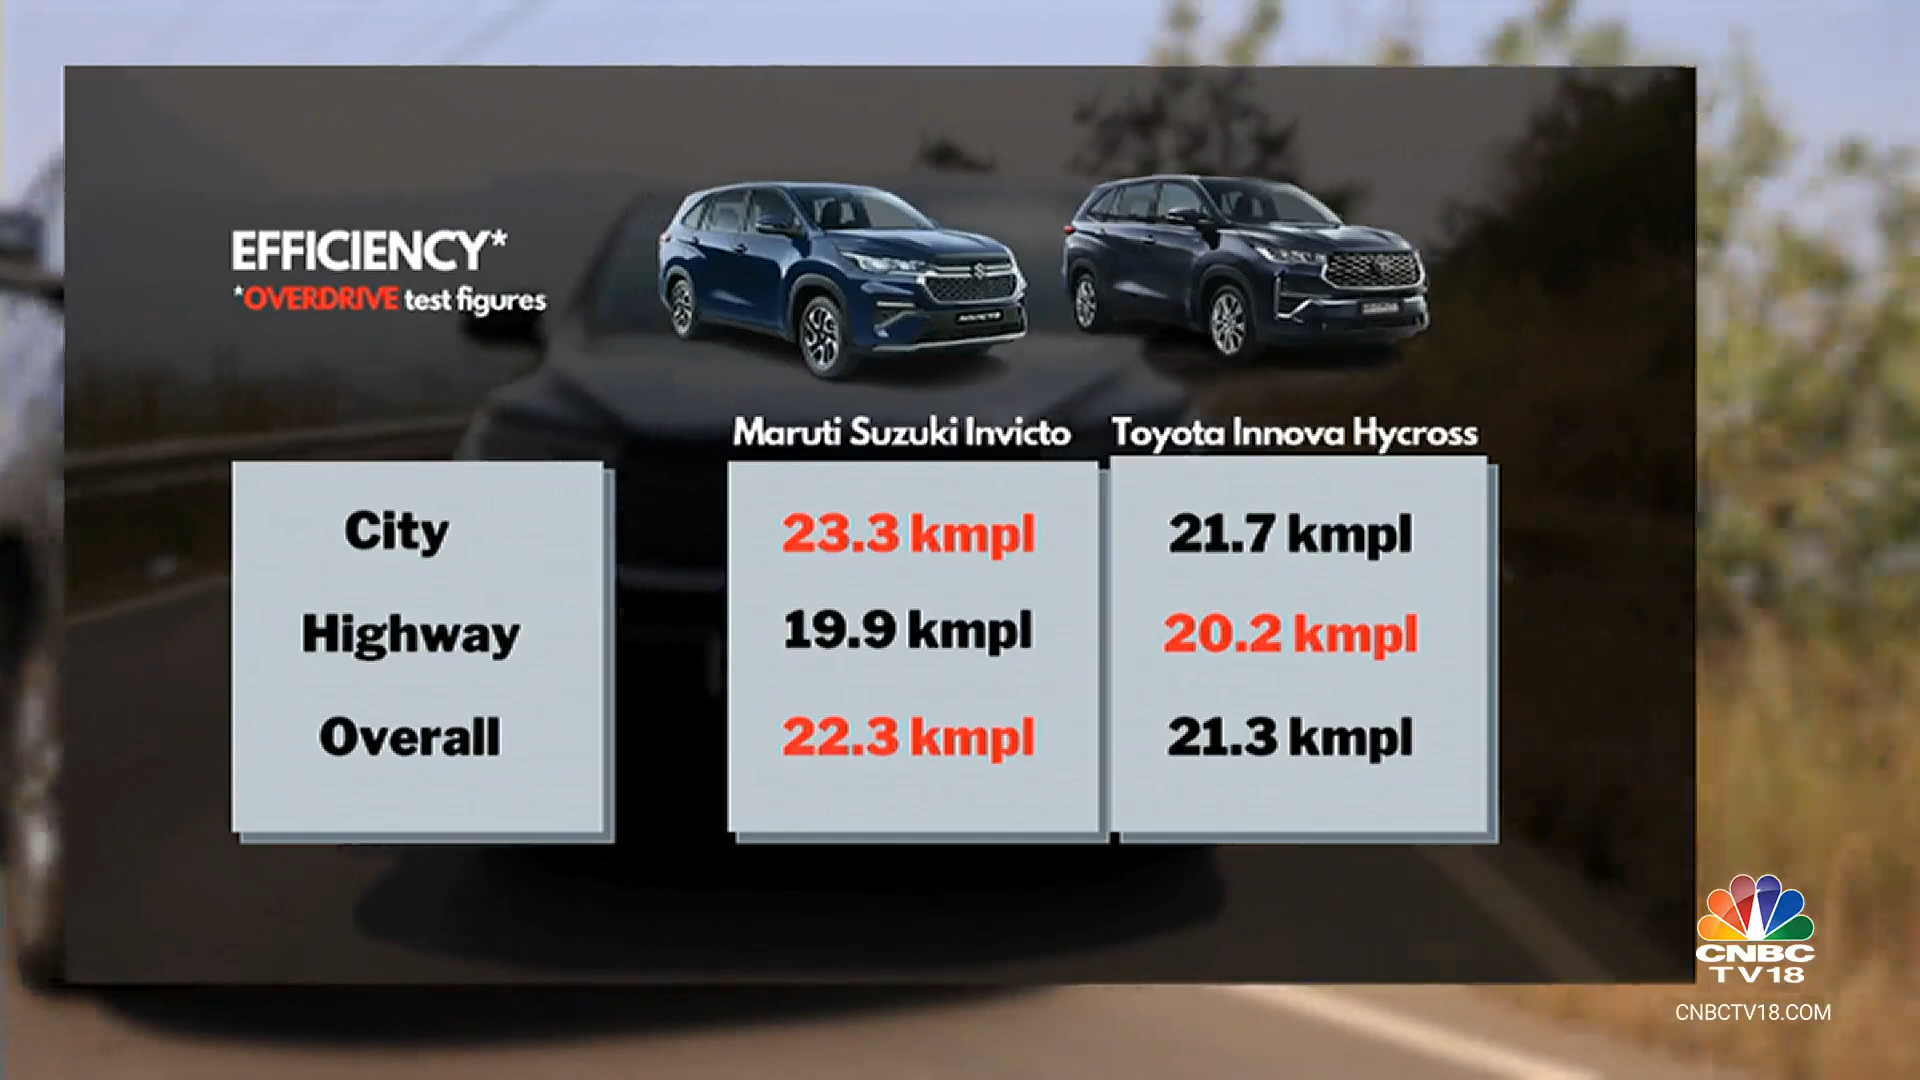 EFFICIENCY*
*OVERDRIVE test figures
Maruti Suzuki Invicto
Toyota Innova Hycross
City
23.3 kmpl
21.7 kmpl
Highway
19.9 kmpl
20.2 kmpl
Overall
22.3 kmpl
21.3 kmpl
CNBC
TV18
CNBCTV18.COM